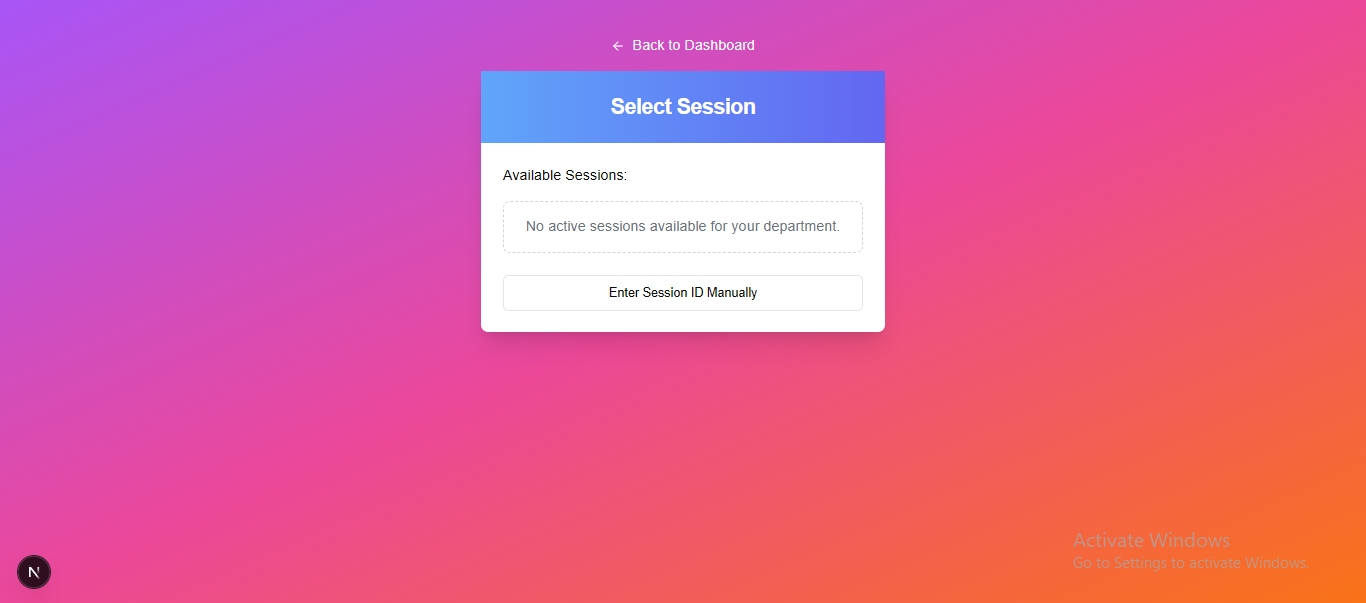 ← Back to Dashboard
Select Session
Available Sessions:
No active sessions available for your department.
Enter Session ID Manually
Activate Windows
Go to Settings to activate Windows.
N